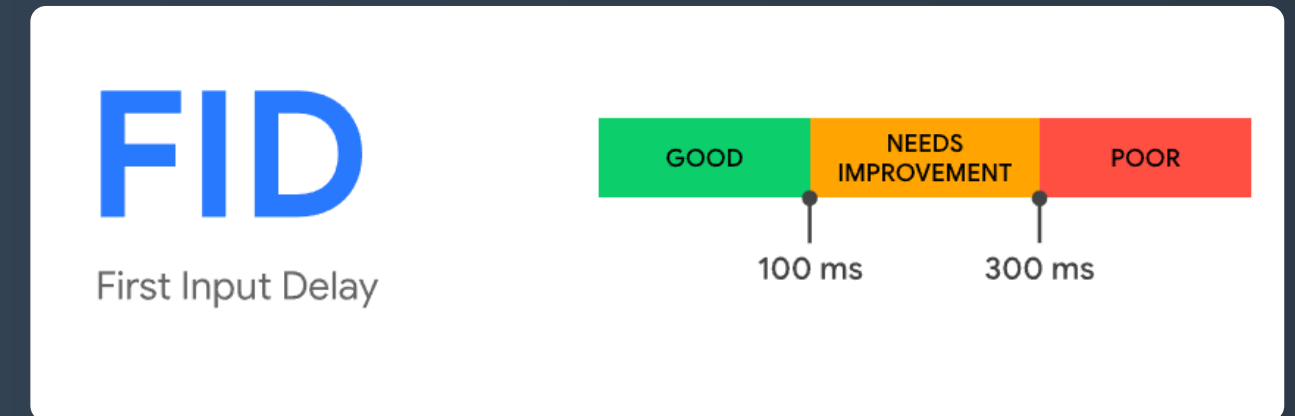 FID
First Input Delay
GOOD
NEEDS
IMPROVEMENT
POOR
100 ms
300 ms